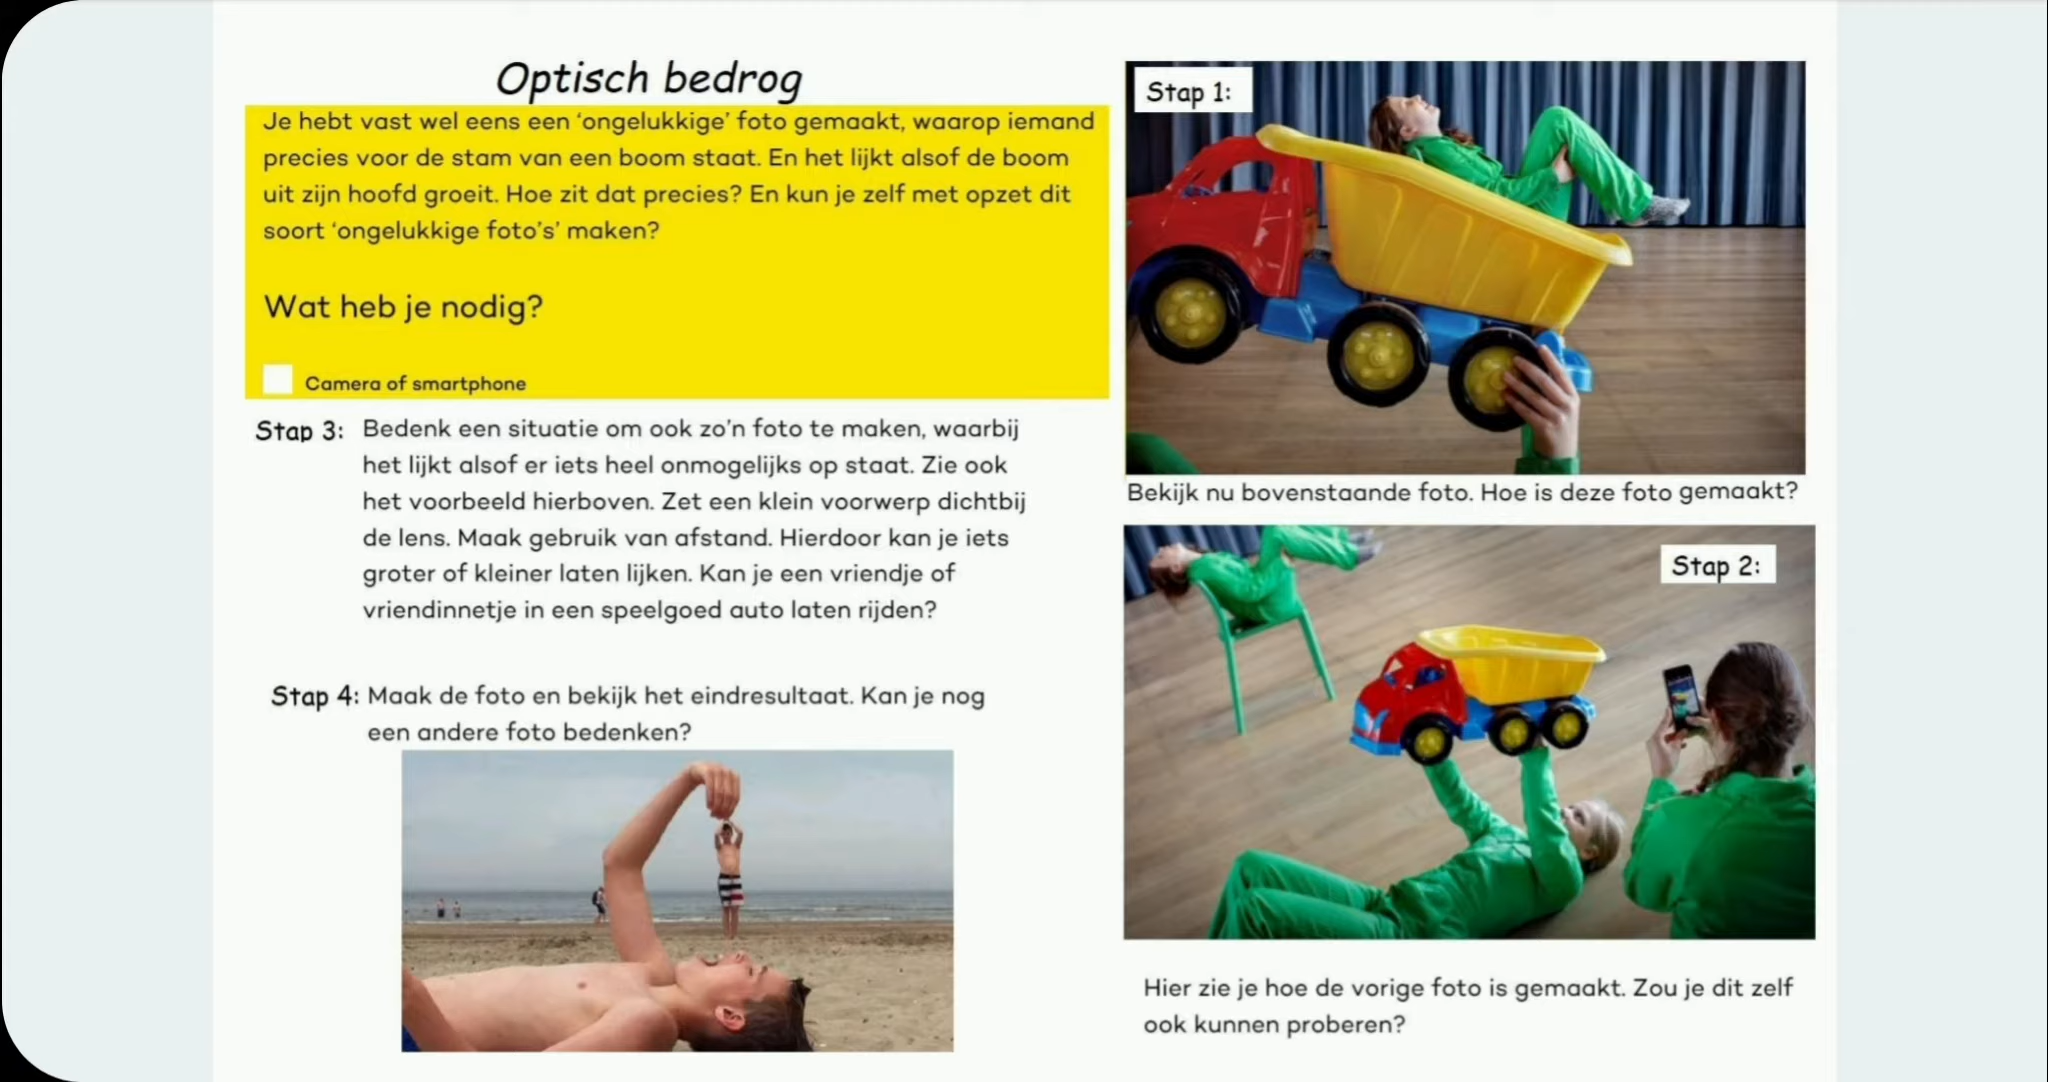 Optisch bedrog
Je hebt vast wel eens een ‘ongelukkige’ foto gemaakt, waarop iemand
precies voor de stam van een boom staat. En het lijkt alsof de boom
uit zijn hoofd groeit. Hoe zit dat precies? En kun je zelf met opzet dit
soort ‘ongelukkige foto’s’ maken?
Wat heb je nodig?
Camera of smartphone
Stap 1:
Bekijk nu bovenstaande foto. Hoe is deze foto gemaakt?
Stap 2:
Hier zie je hoe de vorige foto is gemaakt. Zou je dit zelf
ook kunnen proberen?
Stap 3: Bedenk een situatie om ook zo’n foto te maken, waarbij
het lijkt alsof er iets heel onmogelijks op staat. Zie ook
het voorbeeld hierboven. Zet een klein voorwerp dichtbij
de lens. Maak gebruik van afstand. Hierdoor kan je iets
groter of kleiner laten lijken. Kan je een vriendje of
vriendinnetje in een speelgoed auto laten rijden?
Stap 4: Maak de foto en bekijk het eindresultaat. Kan je nog
een andere foto bedenken?